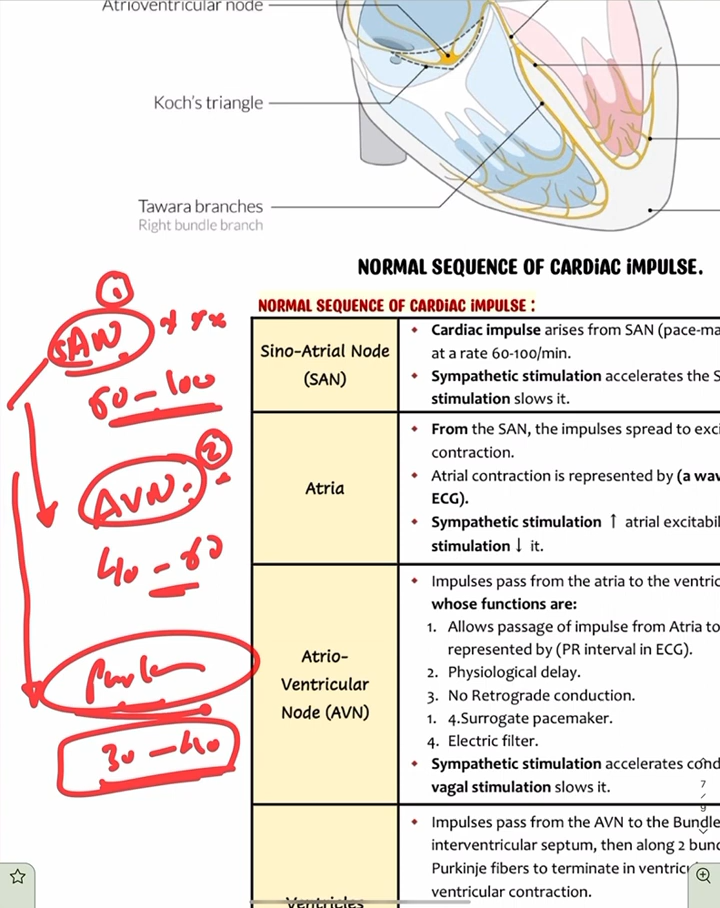 Atrioventricular node
Koch's triangle
Tawara branches
Right bundle branch
NORMAL SEQUENCE OF CARDiAC iMPULSE.
NORMAL SEQUENCE OF CARDiAC iMPULSE :
Sino-Atrial Node
(SAN)
Cardiac impulse arises from SAN (pace-ma
at a rate 60-100/min.
Sympathetic stimulation accelerates the S
stimulation slows it.
Atria
From the SAN, the impulses spread to exci
contraction.
Atrial contraction is represented by (a wav
ECG).
Sympathetic stimulation ↑ atrial excitabil
stimulation ↓ it.
Atrio-
Ventricular
Node (AVN)
Impulses pass from the atria to the ventric
whose functions are:
1. Allows passage of impulse from Atria to
represented by (PR interval in ECG).
2. Physiological delay.
3. No Retrograde conduction.
1. 4.Surrogate pacemaker.
4. Electric filter.
Sympathetic stimulation accelerates cond
vagal stimulation slows it.
Ventricles
Impulses pass from the AVN to the Bundle
interventricular septum, then along 2 bund
Purkinje fibers to terminate in ventric
ventricular contraction.
1
SAN
60-100
2
AVN
40-60
30-40
7
/
9